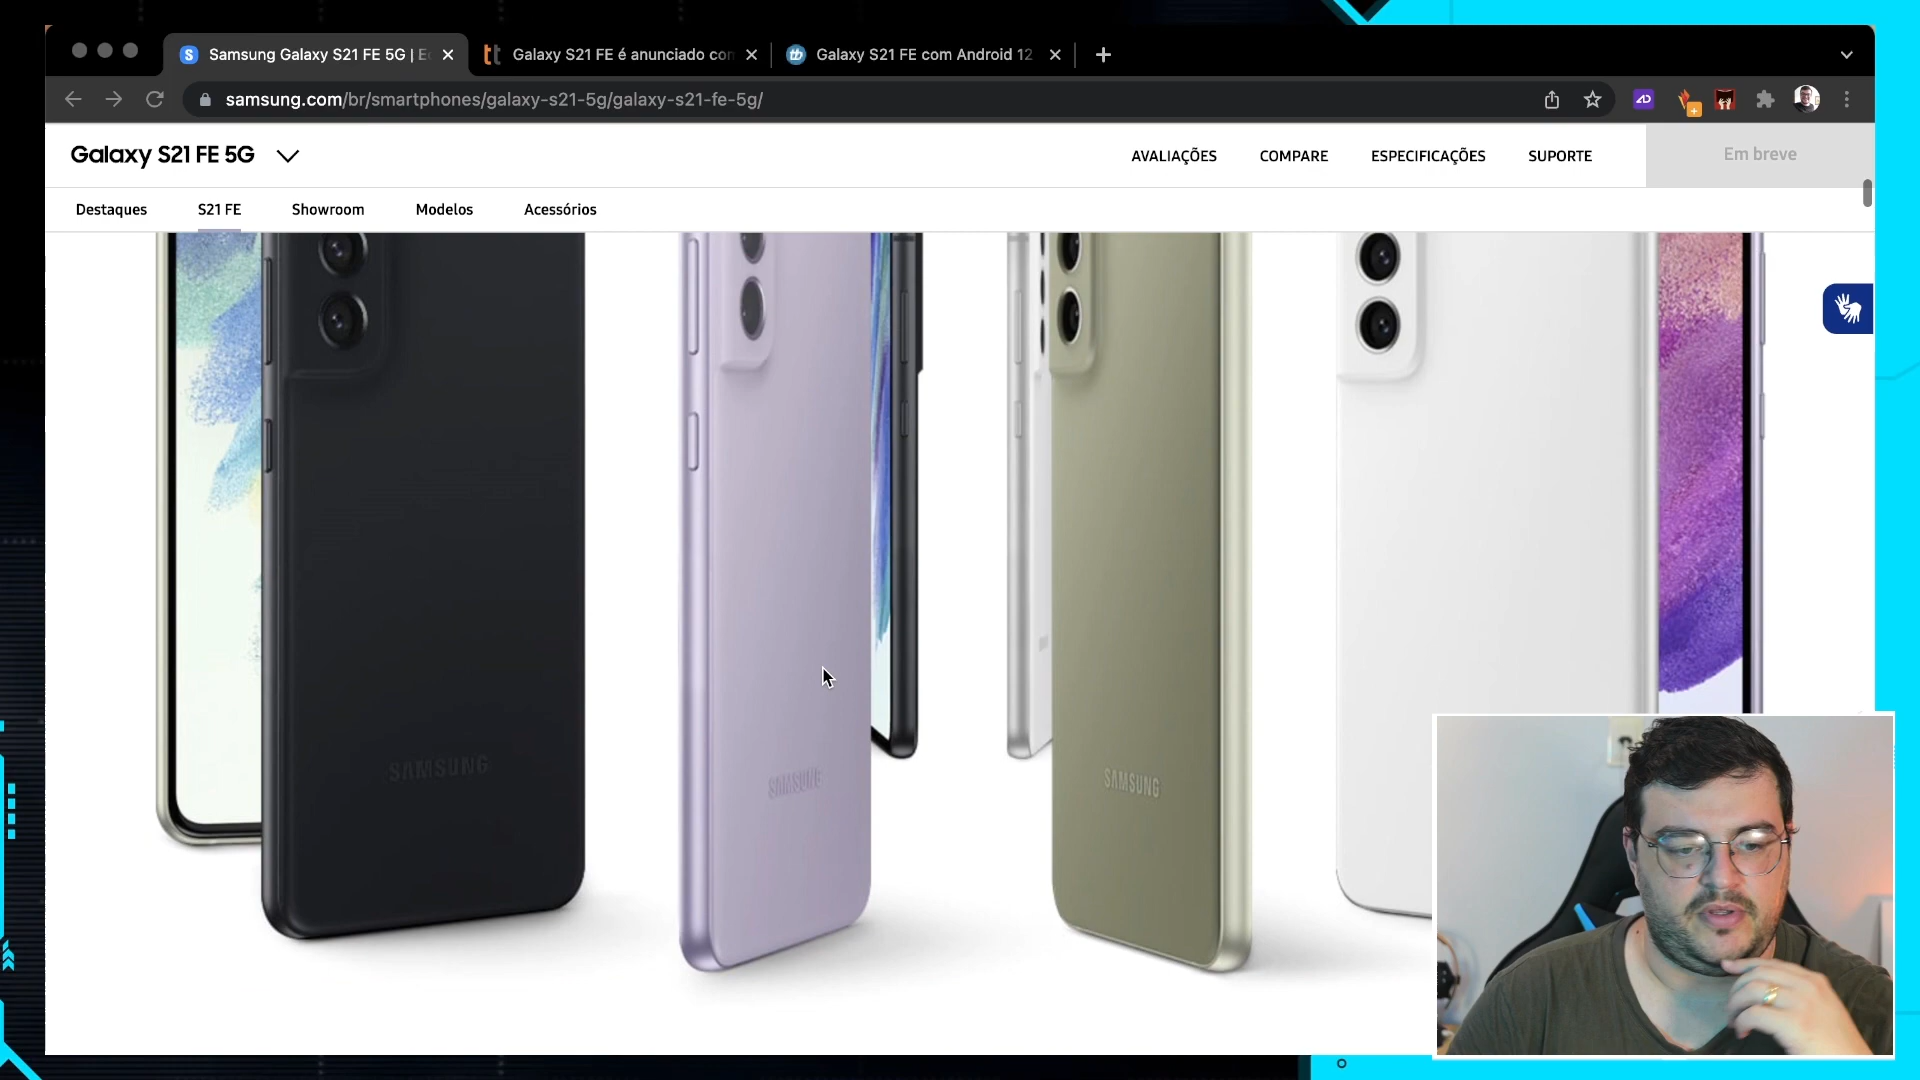 Samsung Galaxy S21 FE 5G | E
Galaxy S21 FE é anunciado con
Galaxy S21 FE com Android 12
samsung.com/br/smartphones/galaxy-s21-5g/galaxy-s21-fe-5g/
Galaxy S21 FE 5G
AVALIAÇÕES
COMPARE
ESPECIFICAÇÕES
SUPORTE
Em breve
Destaques
S21 FE
Showroom
Modelos
Acessórios
SAMSUNG
SAMSUNG
SAMSUNG